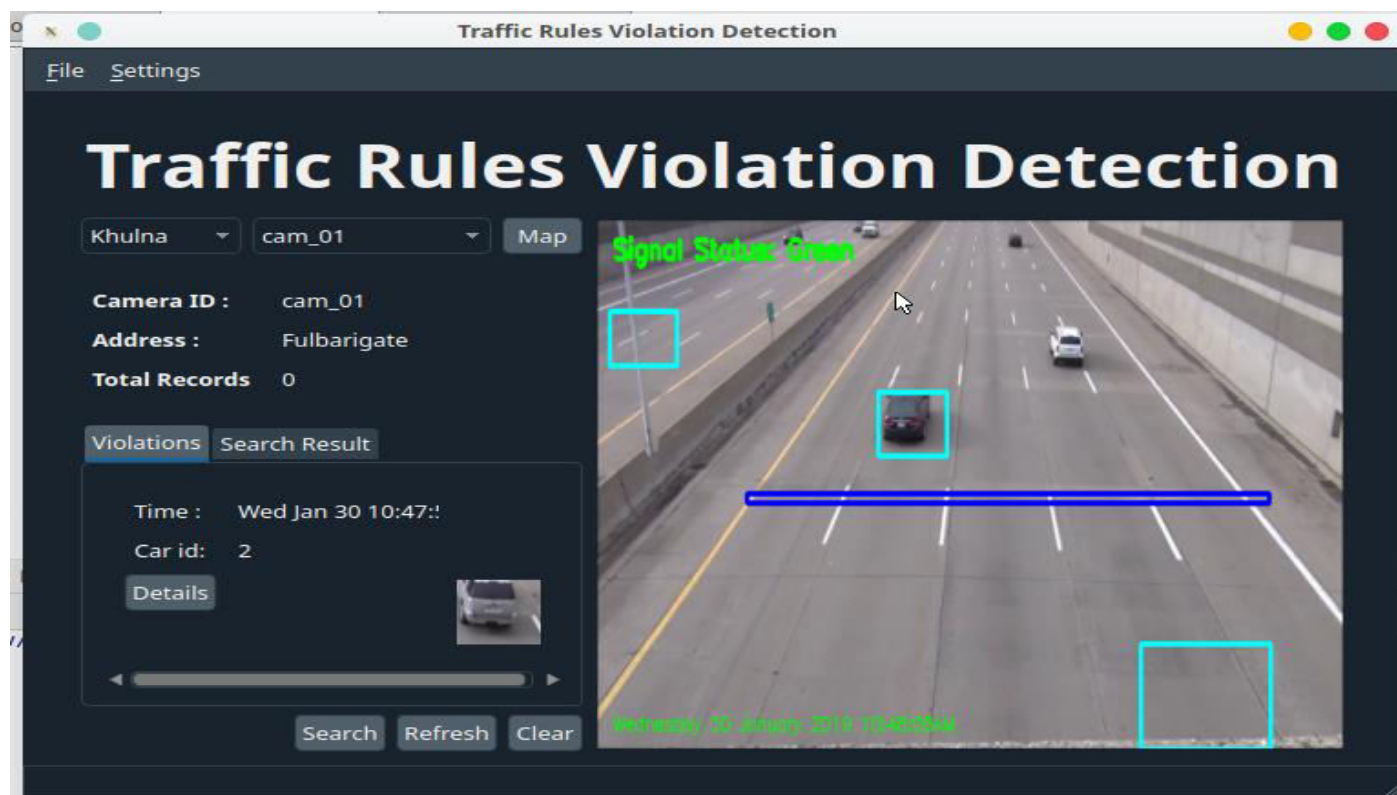 Traffic Rules Violation Detection
File Settings
Traffic Rules Violation Detection
Khulna cam_01 Map
Camera ID : cam_01
Address : Fulbarigate
Total Records 0
Violations Search Result
Time : Wed Jan 30 10:47:
Car id: 2
Details
Search Refresh Clear
Signal Status: Green
Wednesday 30 January 2019